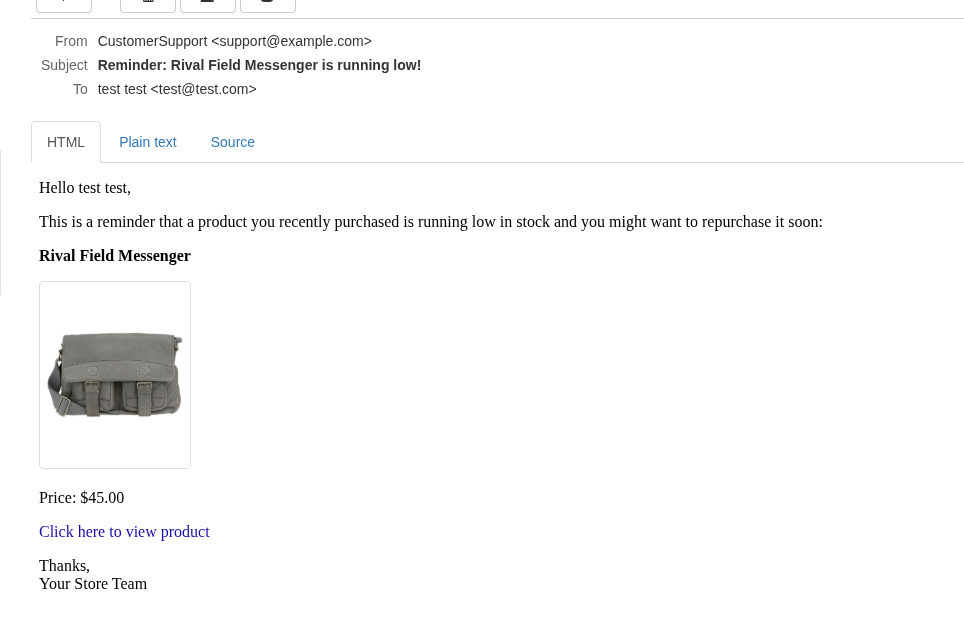 From CustomerSupport <support@example.com>
Subject Reminder: Rival Field Messenger is running low!
To test test <test@test.com>
HTML Plain text Source
Hello test test,
This is a reminder that a product you recently purchased is running low in stock and you might want to repurchase it soon:
Rival Field Messenger
Price: $45.00
Click here to view product
Thanks,
Your Store Team